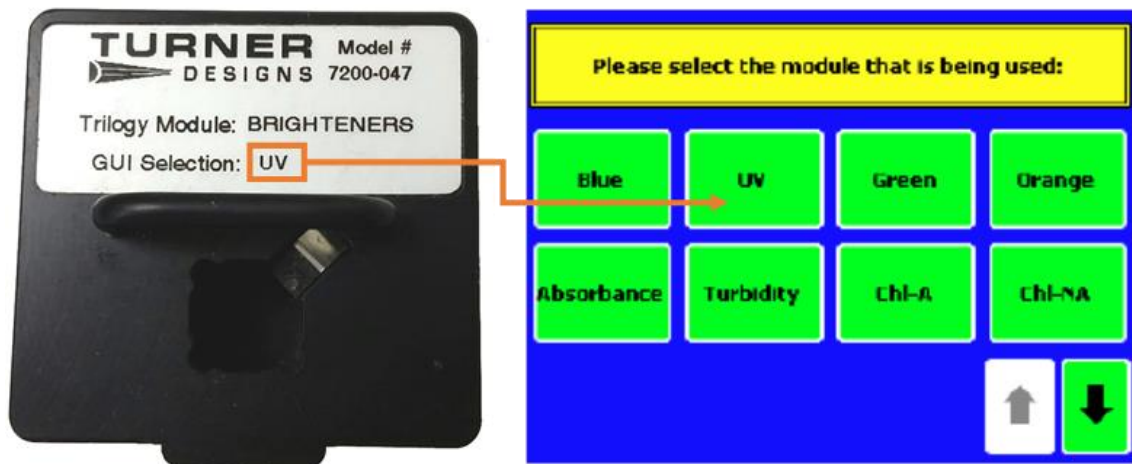 TURNER Model #
DESIGNS 7200-047
Trilogy Module: BRIGHTENERS
GUI Selection: UV
Please select the module that is being used:
Blue UV Green Orange
Absorbance Turbidity Chl-A Chl-NA